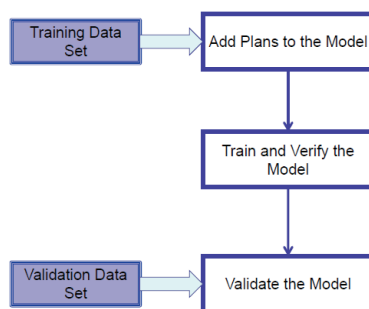 Training Data
Set
Add Plans to the Model
Train and Verify the
Model
Validation Data
Set
Validate the Model